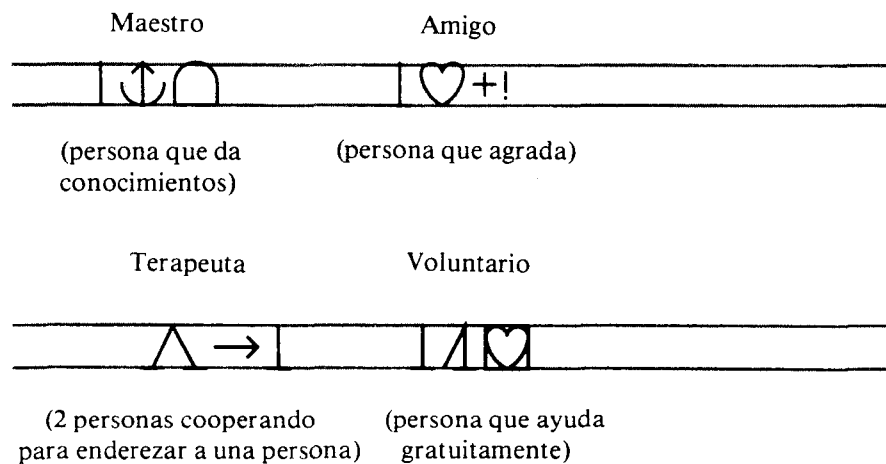 Maestro Amigo
+!
(persona que da (persona que agrada)
conocimientos)
Terapeuta Voluntario
(2 personas cooperando (persona que ayuda
para enderezar a una persona) gratuitamente)